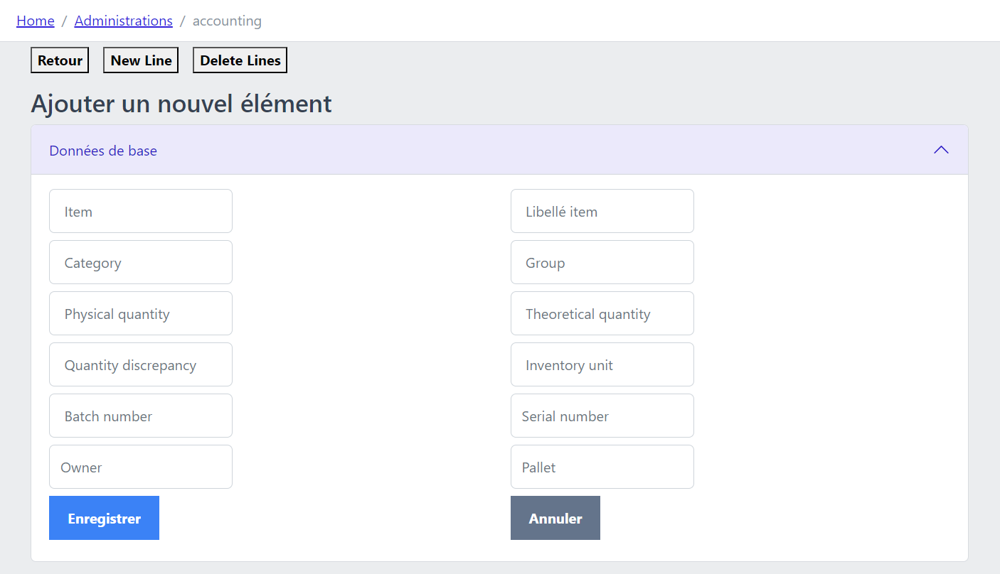 Home / Administrations / accounting
Retour New Line Delete Lines
Ajouter un nouvel élément
Données de base
Item Libellé item
Category Group
Physical quantity Theoretical quantity
Quantity discrepancy Inventory unit
Batch number Serial number
Owner Pallet
Enregistrer Annuler